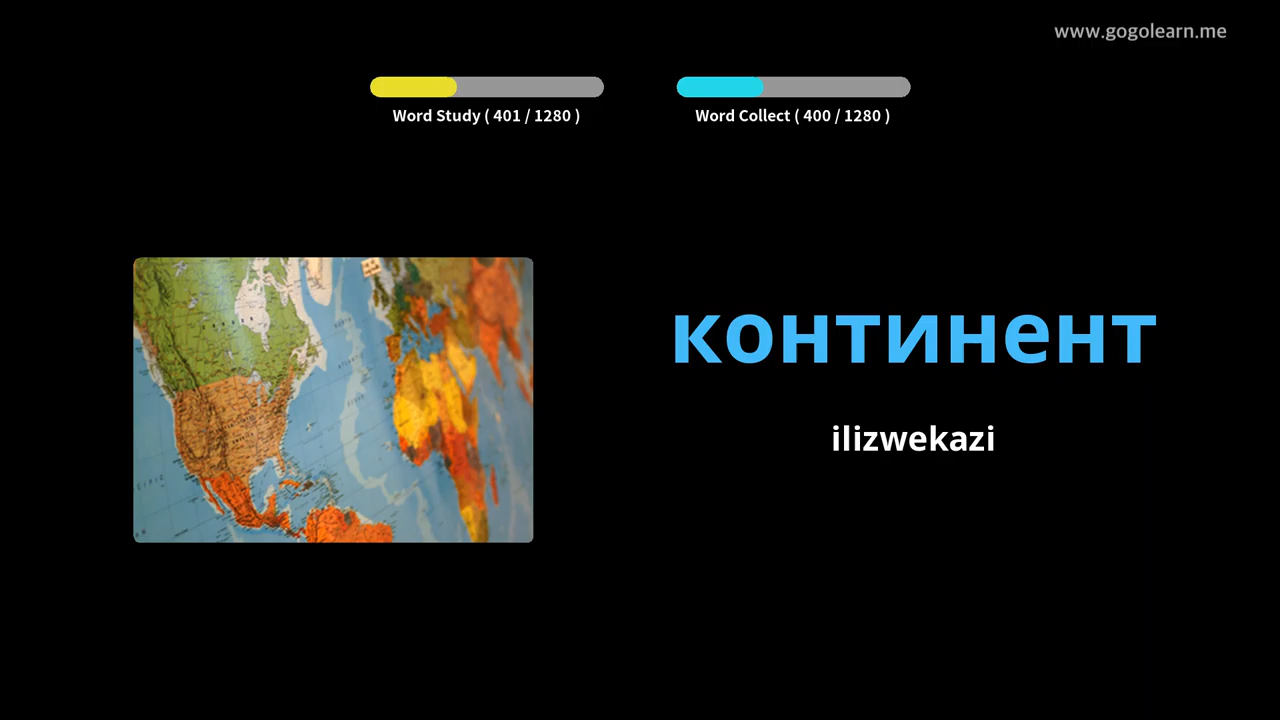 www.gogolearn.me
Word Study ( 401 / 1280 )
Word Collect ( 400 / 1280 )
континент
ilizwekazi